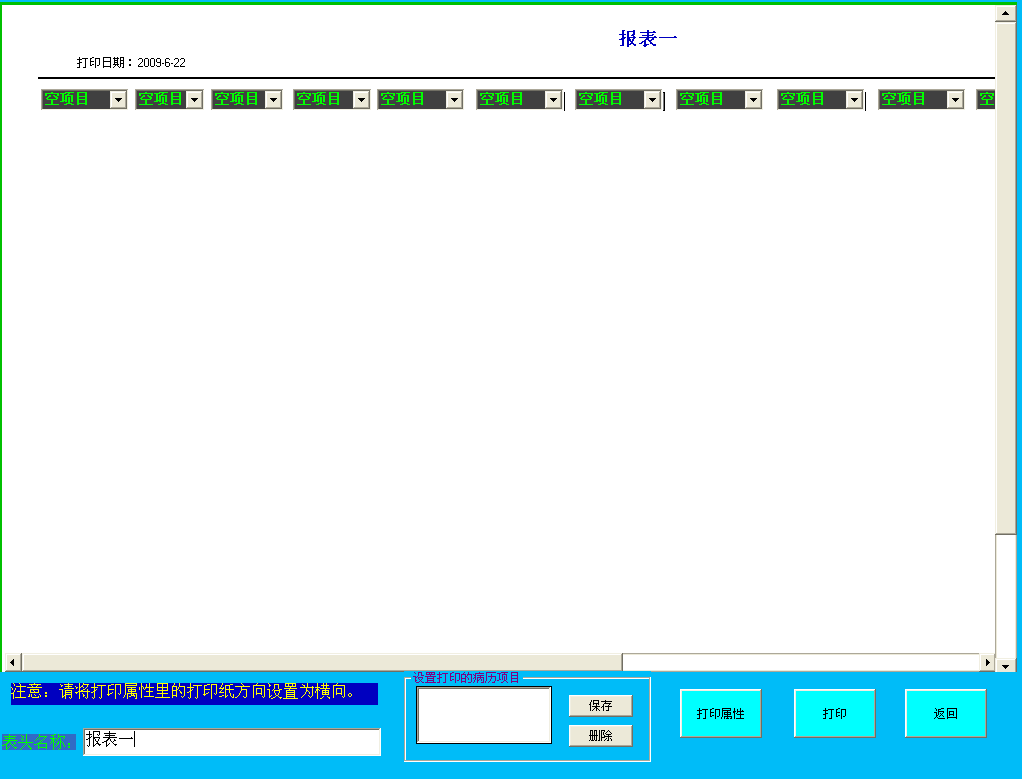 报表一
打印日期：2009-6-22
空项目 空项目 空项目 空项目 空项目 空项目 空项目 空项目 空项目 空项目 空
注意：请将打印属性里的打印纸方向设置为横向。
表头名称：报表一
设置打印的病历项目
保存
删除
打印属性 打印 返回